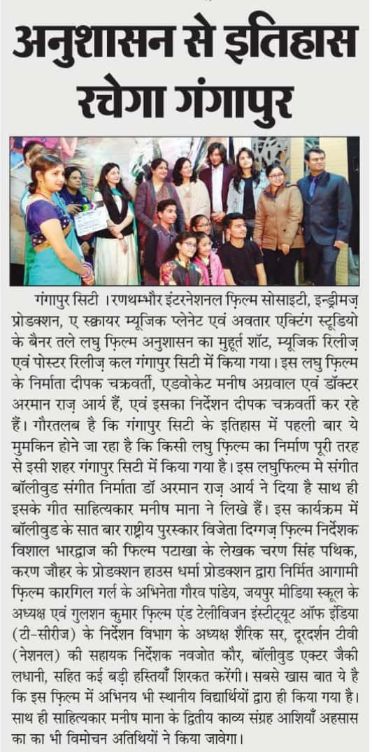 अनुशासन से इतिहास
रचेगा गंगापुर
गंगापुर सिटी । रणथम्भौर इंटरनेशनल फ़िल्म सोसाइटी, इन्ड्रीमज़्
प्रोडक्शन, ए स्क्वायर म्यूजिक प्लेनेट एवं अवतार एक्टिंग स्टूडियो
के बैनर तले लघु फ़िल्म अनुशासन का मुहूर्त शॉट, म्यूजिक रिलीज़्
एवं पोस्टर रिलीज़् कल गंगापुर सिटी में किया गया। इस लघु फ़िल्म
के निर्माता दीपक चक्रवर्ती, एडवोकेट मनीष अग्रवाल एवं डॉक्टर
अरमान राज़् आर्य हैं, एवं इसका निर्देशन दीपक चक्रवर्ती कर रहे
हैं। गौरतलब है कि गंगापुर सिटी के इतिहास में पहली बार ये
मुमकिन होने जा रहा है कि किसी लघु फ़िल्म का निर्माण पूरी तरह
से इसी शहर गंगापुर सिटी में किया गया है। इस लघुफिल्म मे संगीत
बॉलीवुड संगीत निर्माता डॉ अरमान राज़् आर्य ने दिया है साथ ही
इसके गीत साहित्यकार मनीष माना ने लिखे हैं। इस कार्यक्रम में
बॉलीवुड के सात बार राष्ट्रीय पुरस्कार विजेता दिग्गज़् फ़िल्म निर्देशक
विशाल भारद्वाज की फिल्म पटाखा के लेखक चरण सिंह पथिक,
करण जौहर के प्रोडक्शन हाउस धर्मा प्रोडक्शन द्वारा निर्मित आगामी
फ़िल्म कारगिल गर्ल के अभिनेता गौरव पांडेय, जयपुर मीडिया स्कूल के
अध्यक्ष एवं गुलशन कुमार फ़िल्म एंड टेलीविजन इंस्टीट्यूट ऑफ इंडिया
(टी-सीरीज) के निर्देशन विभाग के अध्यक्ष शैरिक सर, दूरदर्शन टीवी
(नेशनल) की सहायक निर्देशक नवजोत कौर, बॉलीवुड एक्टर जैकी
लधानी, सहित कई बड़ी हस्तियाँ शिरकत करेंगी। सबसे खास बात ये है
कि इस फिल्म में अभिनय भी स्थानीय विद्यार्थियों द्वारा ही किया गया है।
साथ ही साहित्यकार मनीष माना के द्वितीय काव्य संग्रह आशियाँ अहसास
का का भी विमोचन अतिथियों ने किया जावेगा।